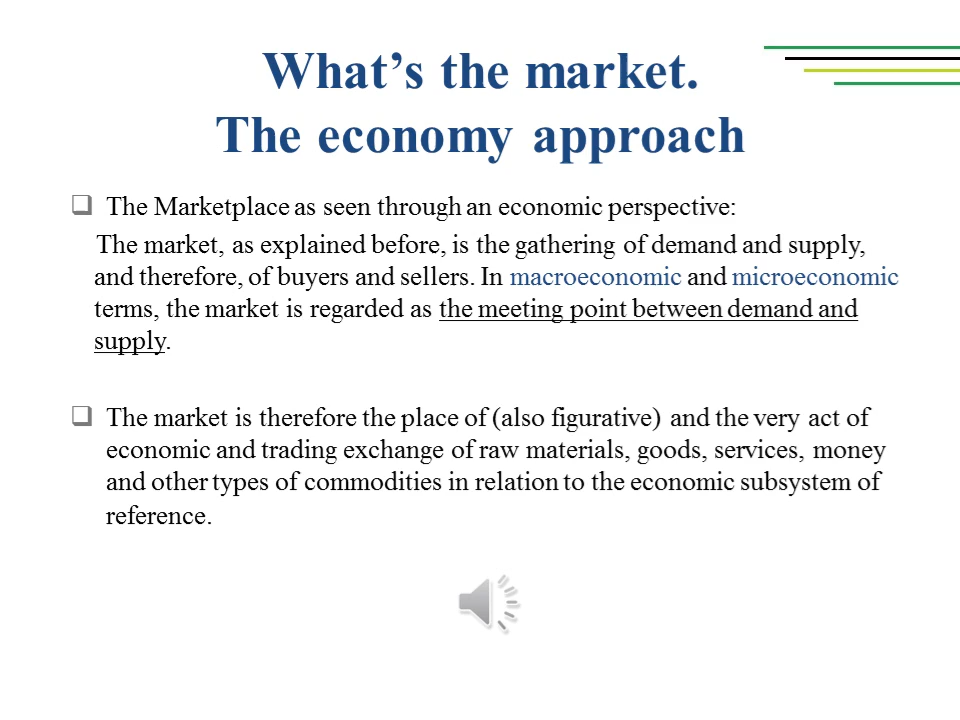 What’s the market.
The economy approach
The Marketplace as seen through an economic perspective:
The market, as explained before, is the gathering of demand and supply,
and therefore, of buyers and sellers. In macroeconomic and microeconomic
terms, the market is regarded as the meeting point between demand and
supply.
The market is therefore the place of (also figurative) and the very act of
economic and trading exchange of raw materials, goods, services, money
and other types of commodities in relation to the economic subsystem of
reference.